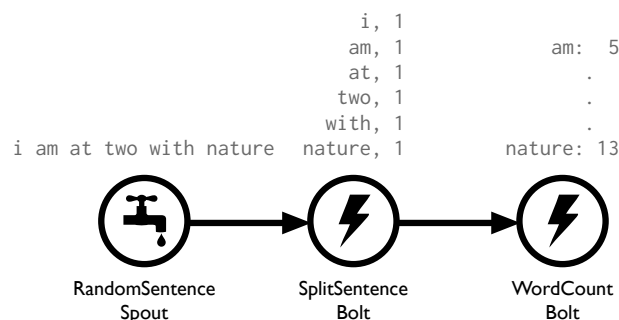 i, 1
am, 1
at, 1
two, 1
with, 1
nature, 1
am: 5
.
.
.
nature: 13
i am at two with nature
RandomSentence
Spout
SplitSentence
Bolt
WordCount
Bolt